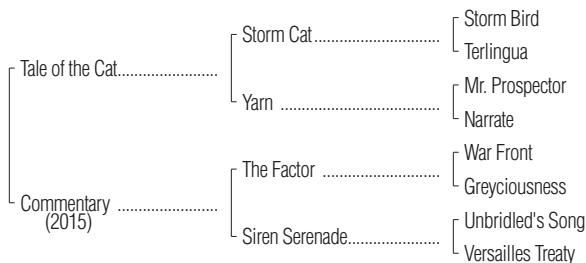 Storm Bird
Storm Cat........................................
Terlingua
Tale of the Cat........................
Mr. Prospector
Yarn ................................................
Narrate
War Front
The Factor ....................................
Greyciousness
Commentary ........................
(2015)
Unbridled's Song
Siren Serenade............................
Versailles Treaty